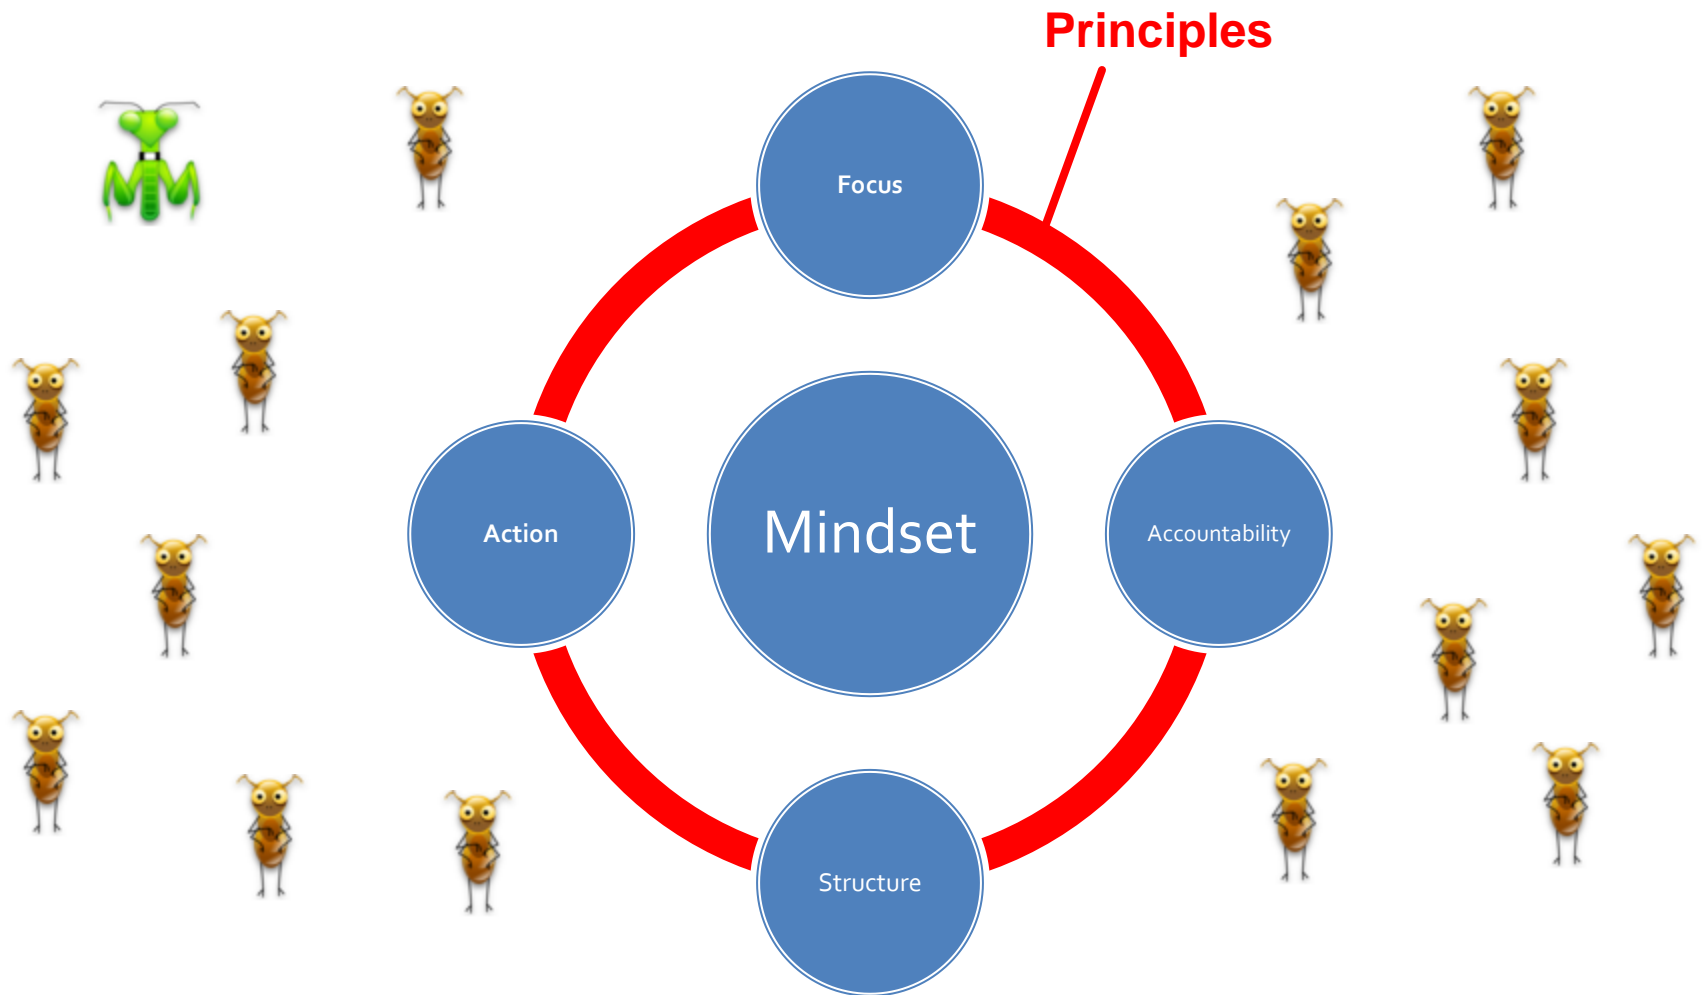 Principles
Focus
Action
Mindset
Accountability
Structure